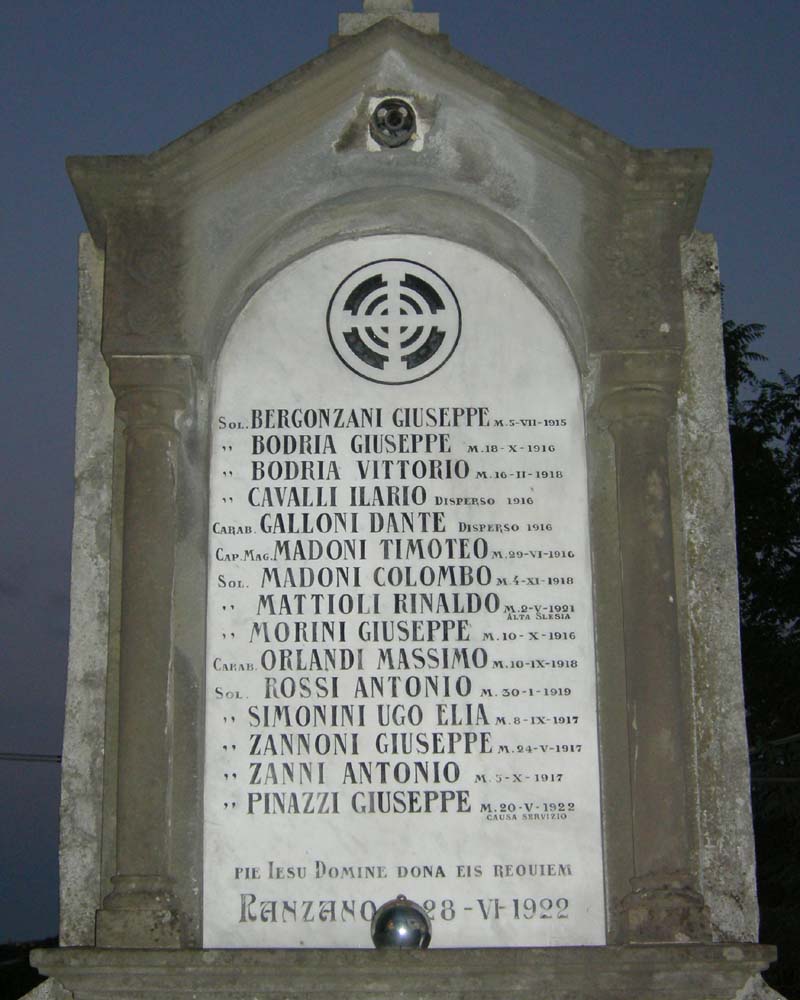 Sol. BERGONZANI GIUSEPPE M.5-VII-1915
" BODRIA GIUSEPPE M.18-X-1916
" BODRIA VITTORIO M.16-II-1918
" CAVALLI ILARIO DISPERSO 1916
CARAB. GALLONI DANTE DISPERSO 1916
CAP. MAG. MADONI TIMOTEO M.29-VI-1916
SOL. MADONI COLOMBO M.4-XI-1918
" MATTIOLI RINALDO M.2-V-1921
ALTA SLESIA
" MORINI GIUSEPPE M.10-X-1916
CARAB. ORLANDI MASSIMO M.10-IX-1918
SOL. ROSSI ANTONIO M.30-1-1919
" SIMONINI UGO ELIA M.8-IX-1917
" ZANNONI GIUSEPPE M.24-V-1917
" ZANNI ANTONIO M.5-X-1917
" PINAZZI GIUSEPPE M.20-V-1922
CAUSA SERVIZIO
PIE IESU DOMINE DONA EIS REQUIEM
RANZANO 28-VI-1922